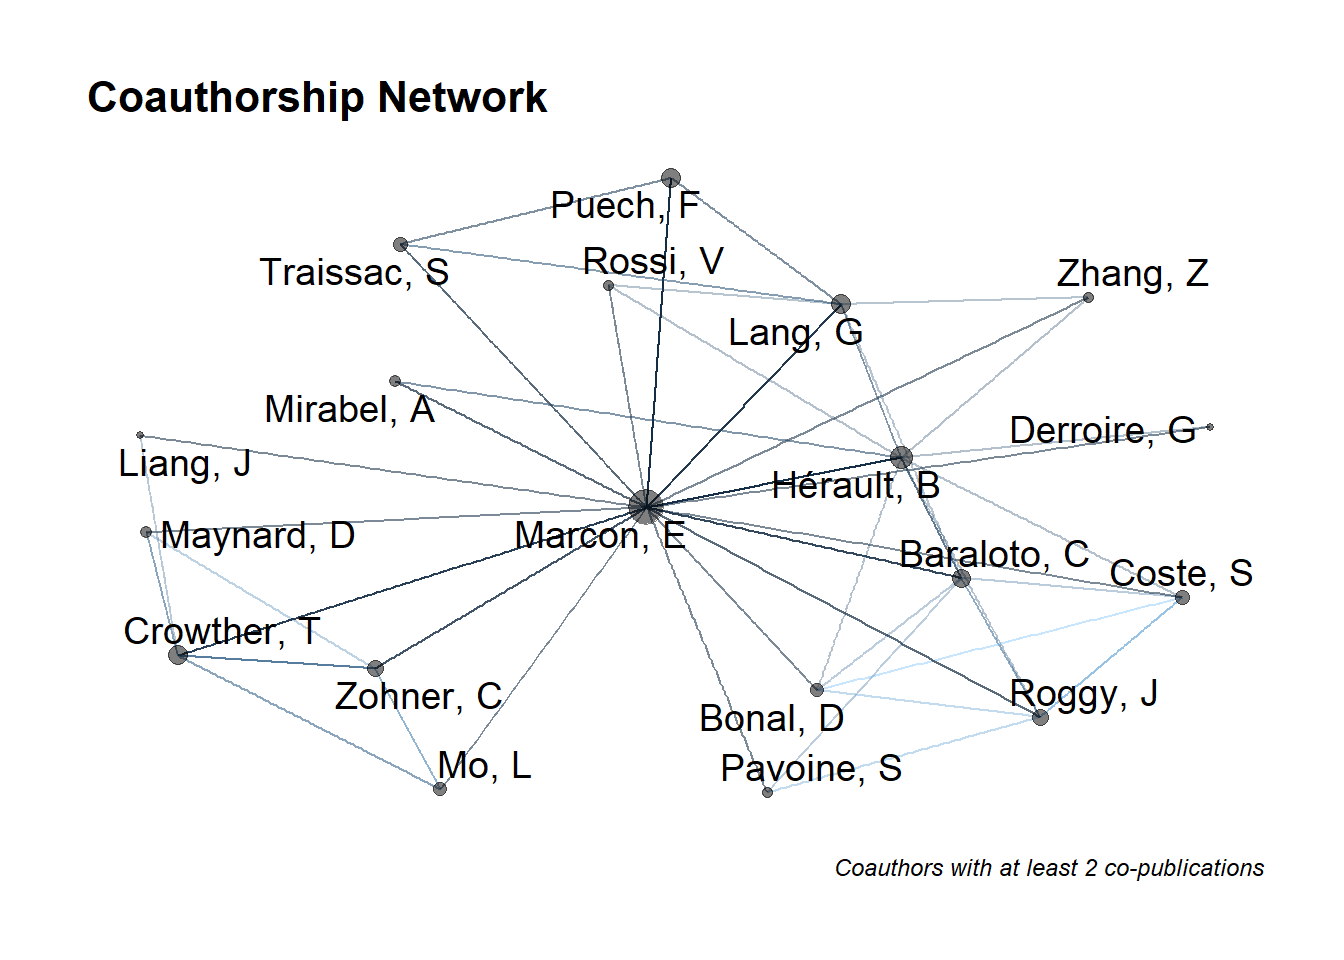 Coauthorship Network
Puech, F
Rossi, V
Traissac, S
Zhang, Z
Lang, G
Mirabel, A
Derroire, G
Liang, J
Hérault, B
Maynard, D
Marcon, E
Baraloto, C
Coste, S
Crowther, T
Zohner, C
Roggy, J
Bonal, D
Mo, L
Pavoine, S
Coauthors with at least 2 co-publications